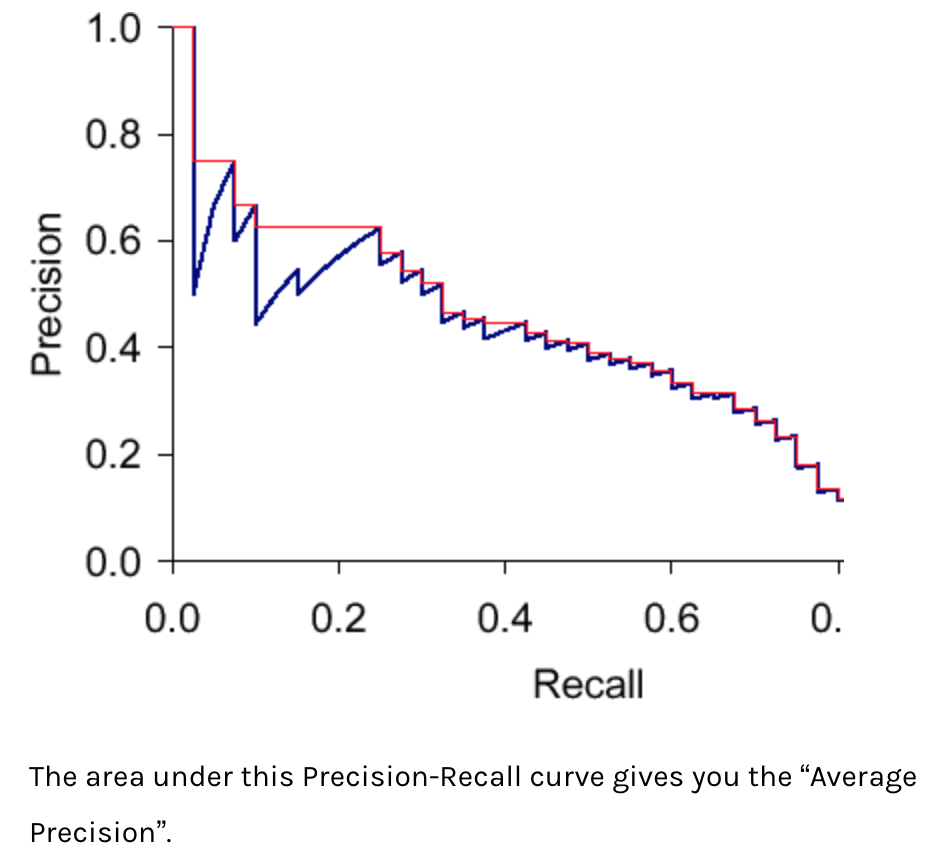 1.0
0.8
0.6
0.4
0.2
0.0
Precision
0.0 0.2 0.4 0.6 0.
Recall
The area under this Precision-Recall curve gives you the “Average
Precision”.